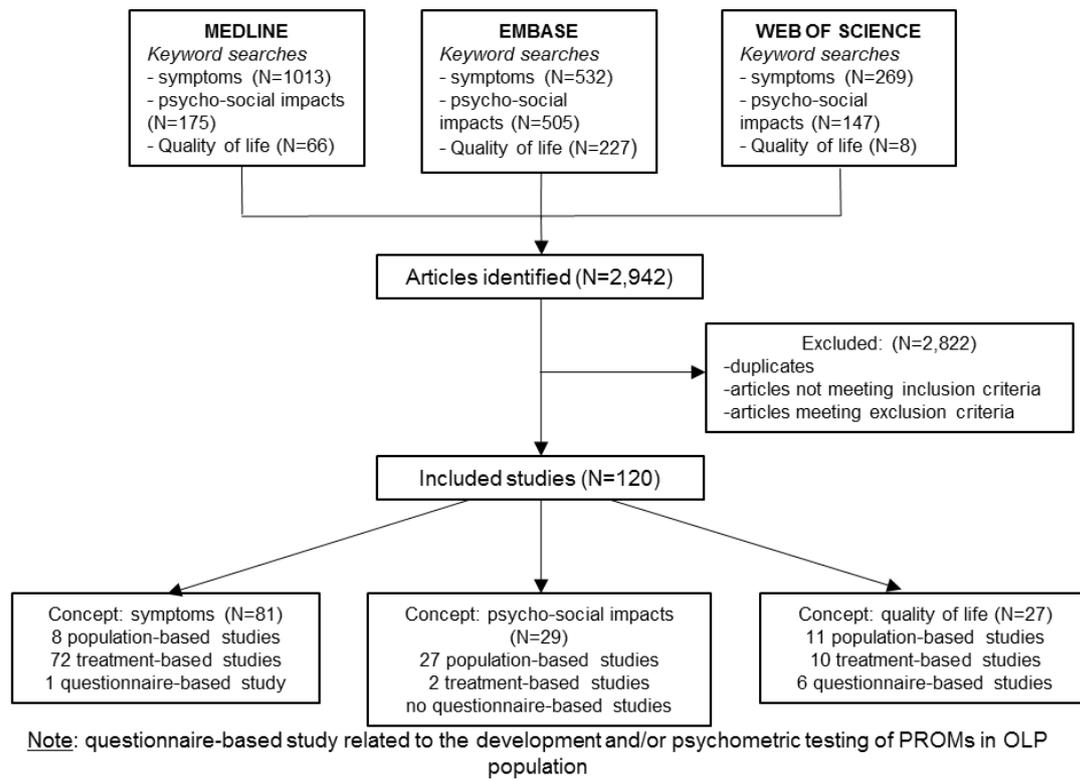 MEDLINE
Keyword searches
- symptoms (N=1013)
- psycho-social impacts
(N=175)
- Quality of life (N=66)
EMBASE
Keyword searches
- symptoms (N=532)
- psycho-social
impacts (N=505)
- Quality of life (N=227)
WEB OF SCIENCE
Keyword searches
- symptoms (N=269)
- psycho-social
impacts (N=147)
- Quality of life (N=8)
Articles identified (N=2,942)
Excluded: (N=2,822)
-duplicates
-articles not meeting inclusion criteria
-articles meeting exclusion criteria
Included studies (N=120)
Concept: symptoms (N=81)
8 population-based studies
72 treatment-based studies
1 questionnaire-based study
Concept: psycho-social impacts
(N=29)
27 population-based studies
2 treatment-based studies
no questionnaire-based studies
Concept: quality of life (N=27)
11 population-based studies
10 treatment-based studies
6 questionnaire-based studies
Note: questionnaire-based study related to the development and/or psychometric testing of PROMs in OLP
population